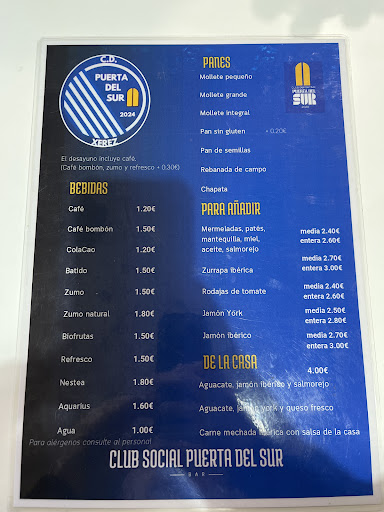 C.D.
PUERTA
DEL
SUR
2024
XEREZ
El desayuno incluye café.
(Café bombón, zumo y refresco + 0.30€)
BEBIDAS
Café 1.20€
Café bombón 1.50€
ColaCao 1.20€
Batido 1.50€
Zumo 1.50€
Zumo natural 1.80€
Biofrutas 1.50€
Refresco 1.50€
Nestea 1.80€
Aquarius 1.60€
Agua 1.00€
Para alérgenos consulte al personal
PANES
PUERTA DEL
SUR
Mollete pequeño
Mollete grande
Mollete integral
Pan sin gluten + 0.20€
Pan de semillas
Rebanada de campo
Chapata
PARA AÑADIR
Mermeladas, patés, media 2.40€
mantequilla, miel, entera 2.60€
aceite, salmorejo
Zurrapa ibérica media 2.70€
entera 3.00€
Rodajas de tomate media 2.40€
entera 2.60€
Jamón York media 2.50€
entera 2.80€
Jamón ibérico media 2.70€
entera 3.00€
DE LA CASA
4.00€
Aguacate, jamón ibérico y salmorejo
Aguacate, jamón york y queso fresco
Carne mechada ibérica con salsa de la casa
CLUB SOCIAL PUERTA DEL SUR
BAR